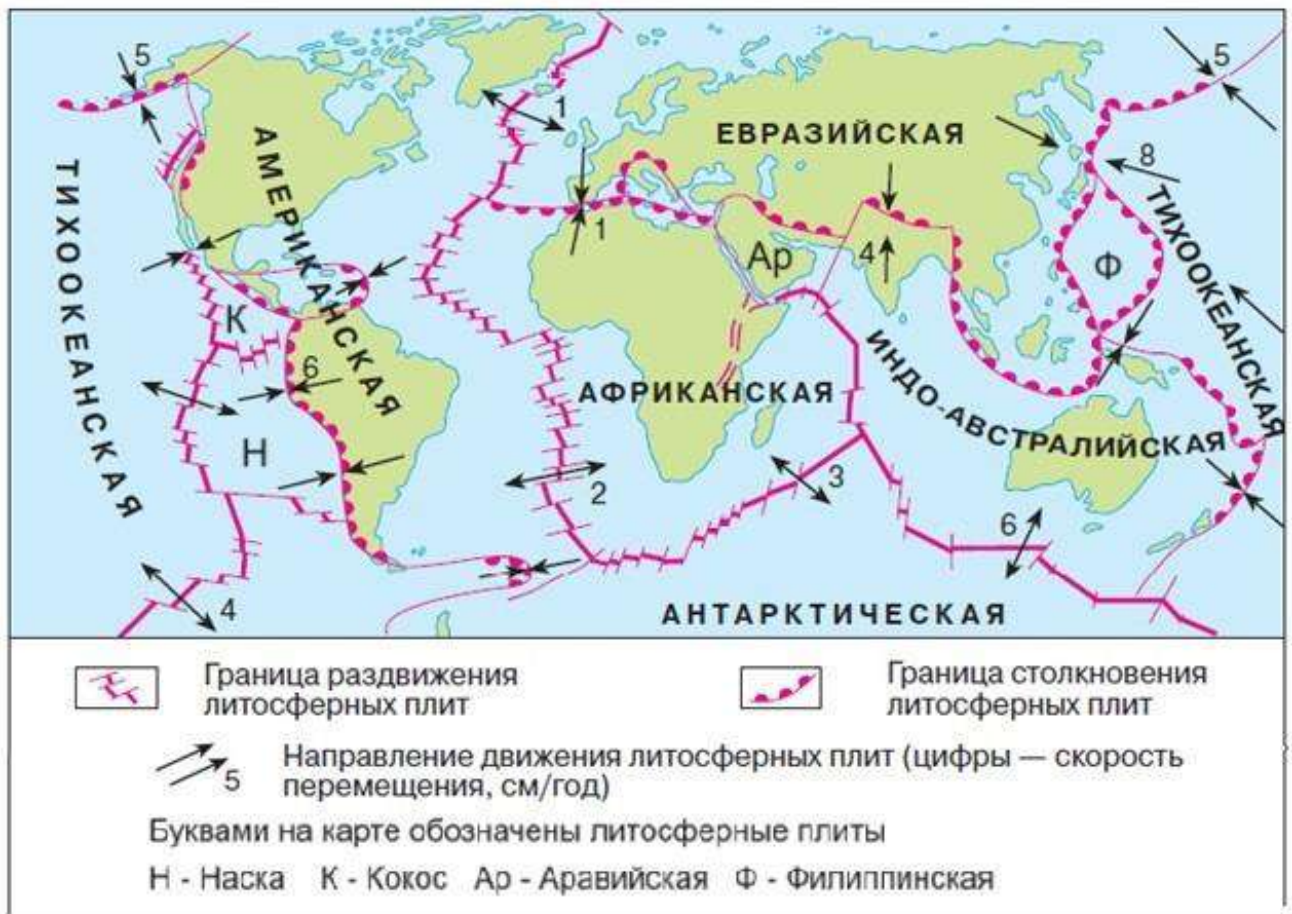 5
5
1
ЕВРАЗИЙСКАЯ
8
ТИХООКЕАНСКАЯ
АМЕРИКАНСКАЯ
1
Ар
4
Ф
ТИХООКЕАНСКАЯ
К
6
АФРИКАНСКАЯ
ИНДО-АВСТРАЛИЙСКАЯ
Н
2
3
6
4
АНТАРКТИЧЕСКАЯ
Граница раздвижения
литосферных плит
Граница столкновения
литосферных плит
5
Направление движения литосферных плит (цифры — скорость
перемещения, см/год)
Буквами на карте обозначены литосферные плиты
Н - Наска К - Кокос Ар - Аравийская Ф - Филиппинская